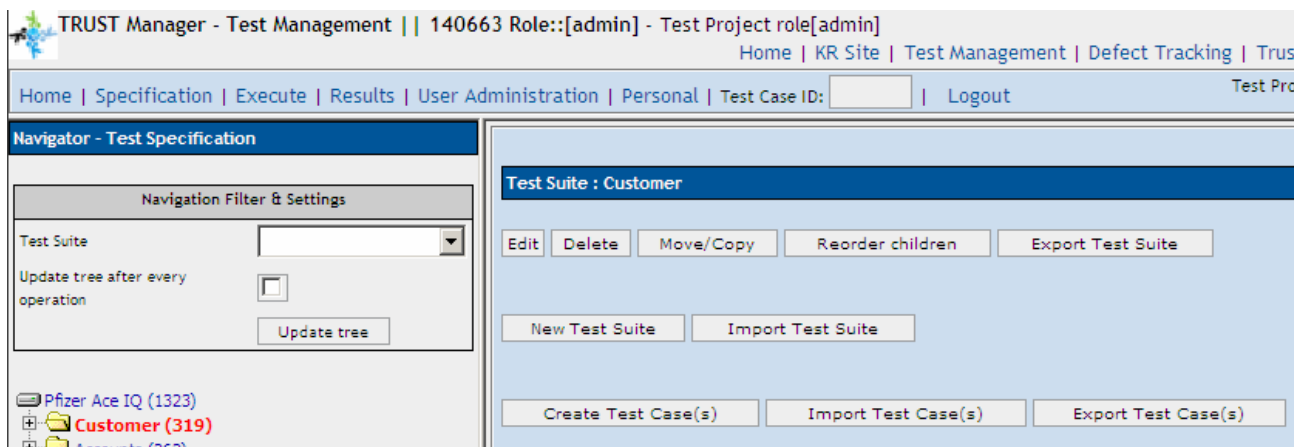 TRUST Manager - Test Management || 140663 Role::[admin] - Test Project role[admin]
Home | KR Site | Test Management | Defect Tracking | Trus
Home | Specification | Execute | Results | User Administration | Personal | Test Case ID: | Logout
Test Pro
Navigator - Test Specification
Navigation Filter & Settings
Test Suite
Update tree after every
operation
Update tree
Pfizer Ace IQ (1323)
Customer (319)
Test Suite : Customer
Edit Delete Move/Copy Reorder children Export Test Suite
New Test Suite Import Test Suite
Create Test Case(s) Import Test Case(s) Export Test Case(s)